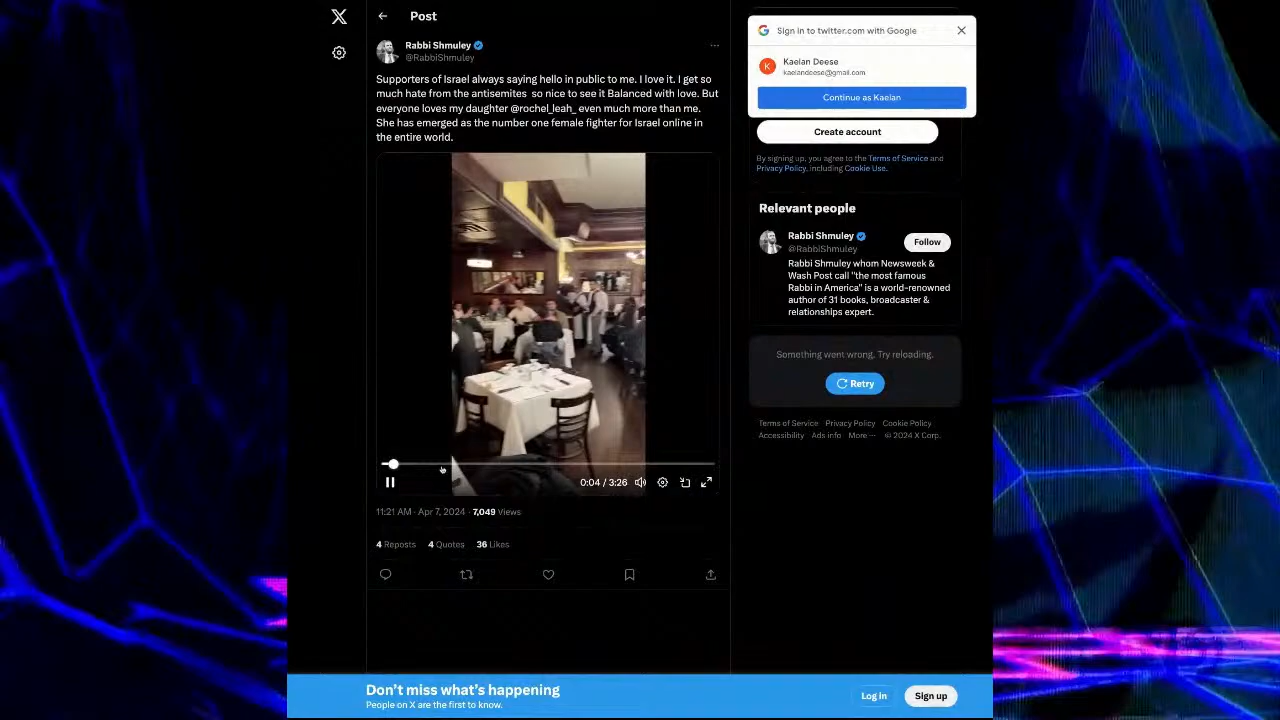 Post
Rabbi Shmuley
@RabbiShmuley
Supporters of Israel always saying hello in public to me. I love it. I get so
much hate from the antisemites so nice to see it Balanced with love. But
everyone loves my daughter @rochel_leah_ even much more than me.
She has emerged as the number one female fighter for Israel online in
the entire world.
0:04 / 3:26
11:21 AM · Apr 7, 2024 · 7,049 Views
4 Reposts 4 Quotes 36 Likes
Sign in to twitter.com with Google
K
Kaelan Deese
kaelandeese@gmail.com
Continue as Kaelan
Create account
By signing up, you agree to the Terms of Service and
Privacy Policy, including Cookie Use.
Relevant people
Rabbi Shmuley
@RabbiShmuley
Follow
Rabbi Shmuley whom Newsweek &
Wash Post call "the most famous
Rabbi in America" is a world-renowned
author of 31 books, broadcaster &
relationships expert.
Something went wrong. Try reloading.
Retry
Terms of Service Privacy Policy Cookie Policy
Accessibility Ads info More ··· © 2024 X Corp.
Don't miss what's happening
People on X are the first to know.
Log in
Sign up